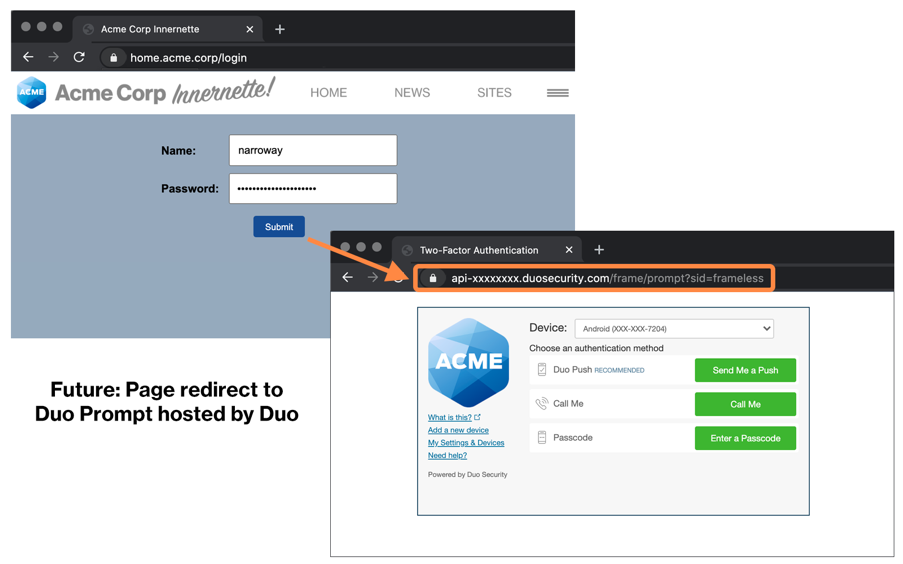 Acme Corp Innernette
home.acme.corp/login
ACME
Acme Corp Innernette!
HOME NEWS SITES
Name: narroway
Password: ••••••••••••••••••••
Submit
Two-Factor Authentication
api-xxxxxxxx.duosecurity.com/frame/prompt?sid=frameless
ACME
What is this?
Add a new device
My Settings & Devices
Need help?
Powered by Duo Security
Device: Android (XXX-XXX-7204)
Choose an authentication method
Duo Push RECOMMENDED Send Me a Push
Call Me Call Me
Passcode Enter a Passcode
Future: Page redirect to
Duo Prompt hosted by Duo